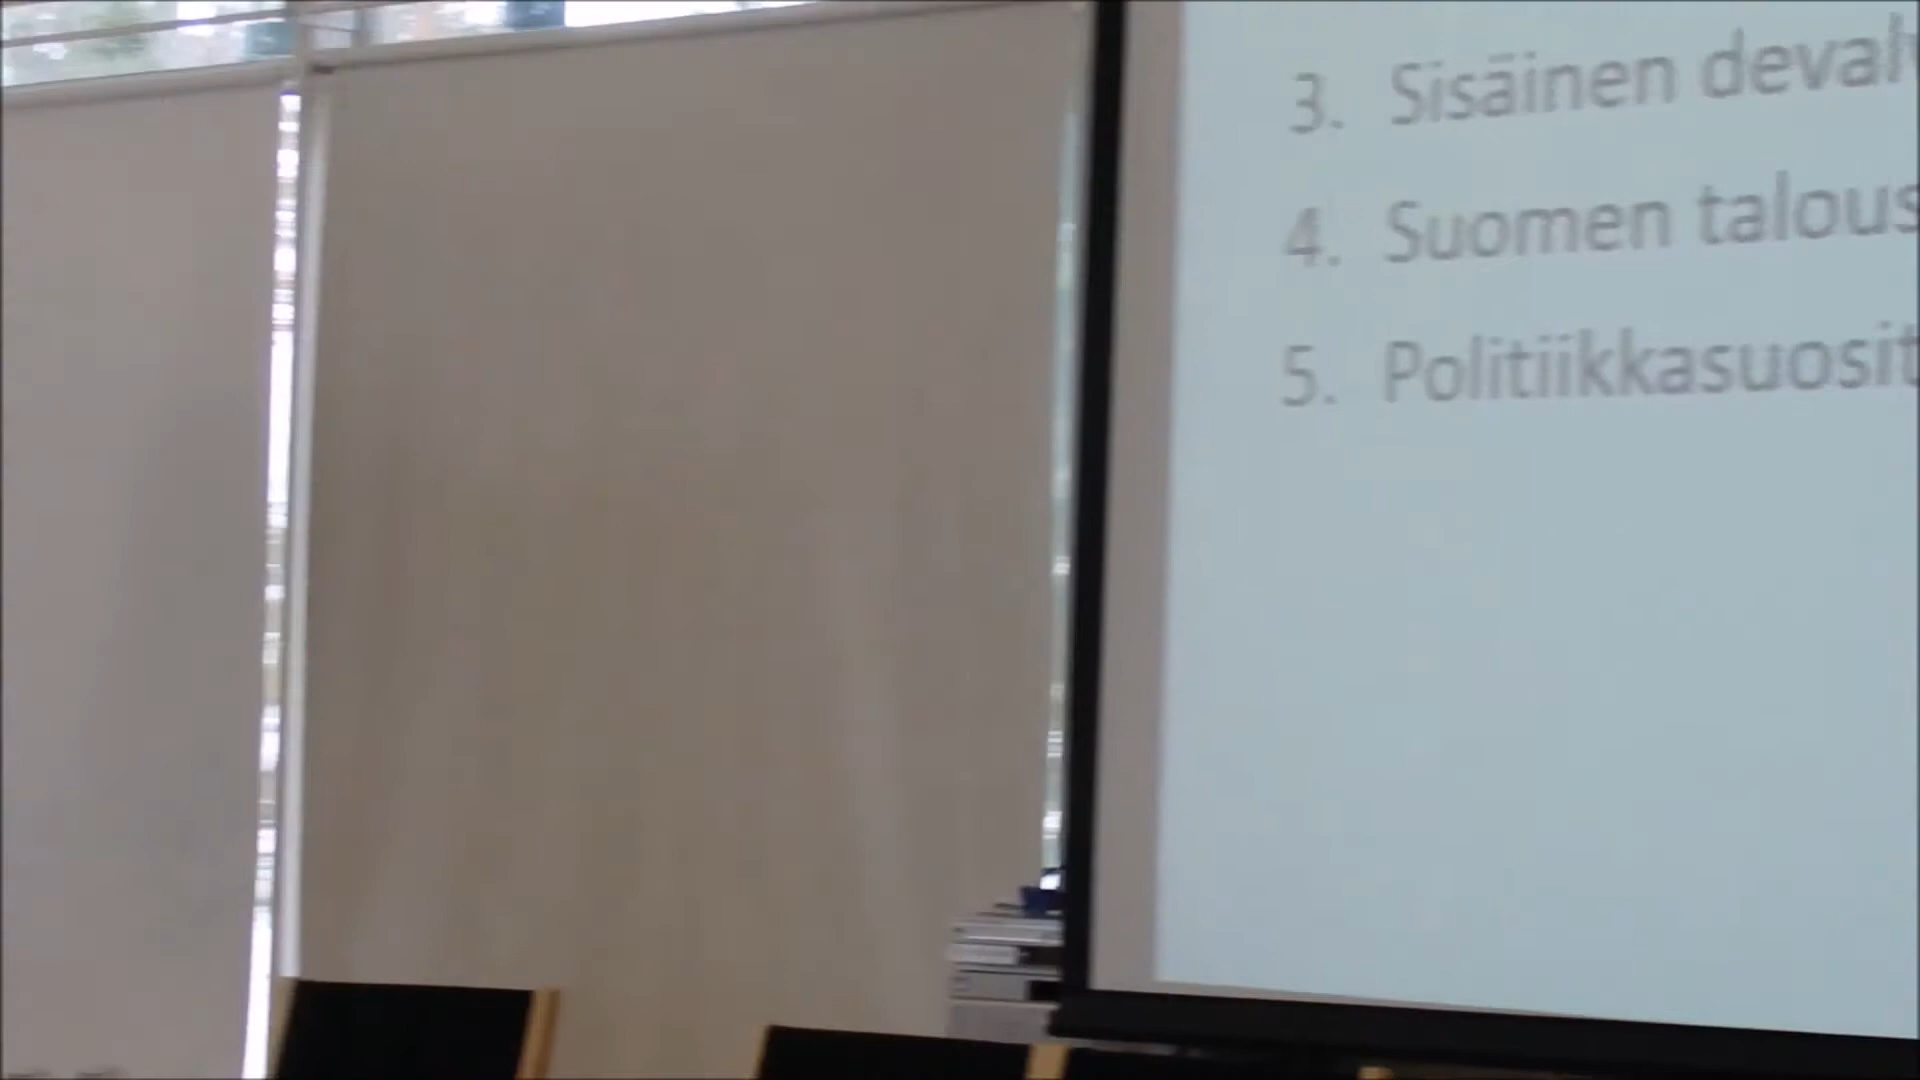 3. Sisäinen deval
4. Suomen talous
5. Politiikkasuosit